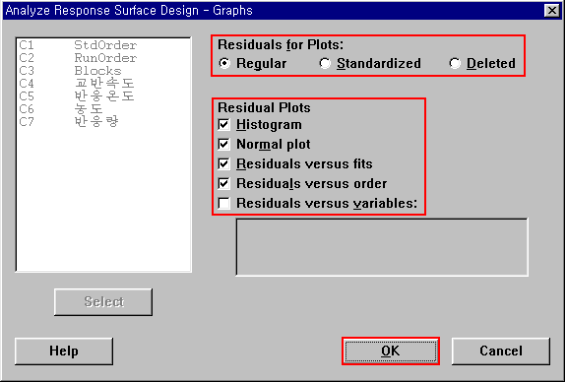 Analyze Response Surface Design - Graphs
C1 StdOrder
C2 RunOrder
C3 Blocks
C4 교반속도
C5 반응온도
C6 농도
C7 반응량
Residuals for Plots:
Regular Standardized Deleted
Residual Plots
Histogram
Normal plot
Residuals versus fits
Residuals versus order
Residuals versus variables:
Select
Help OK Cancel